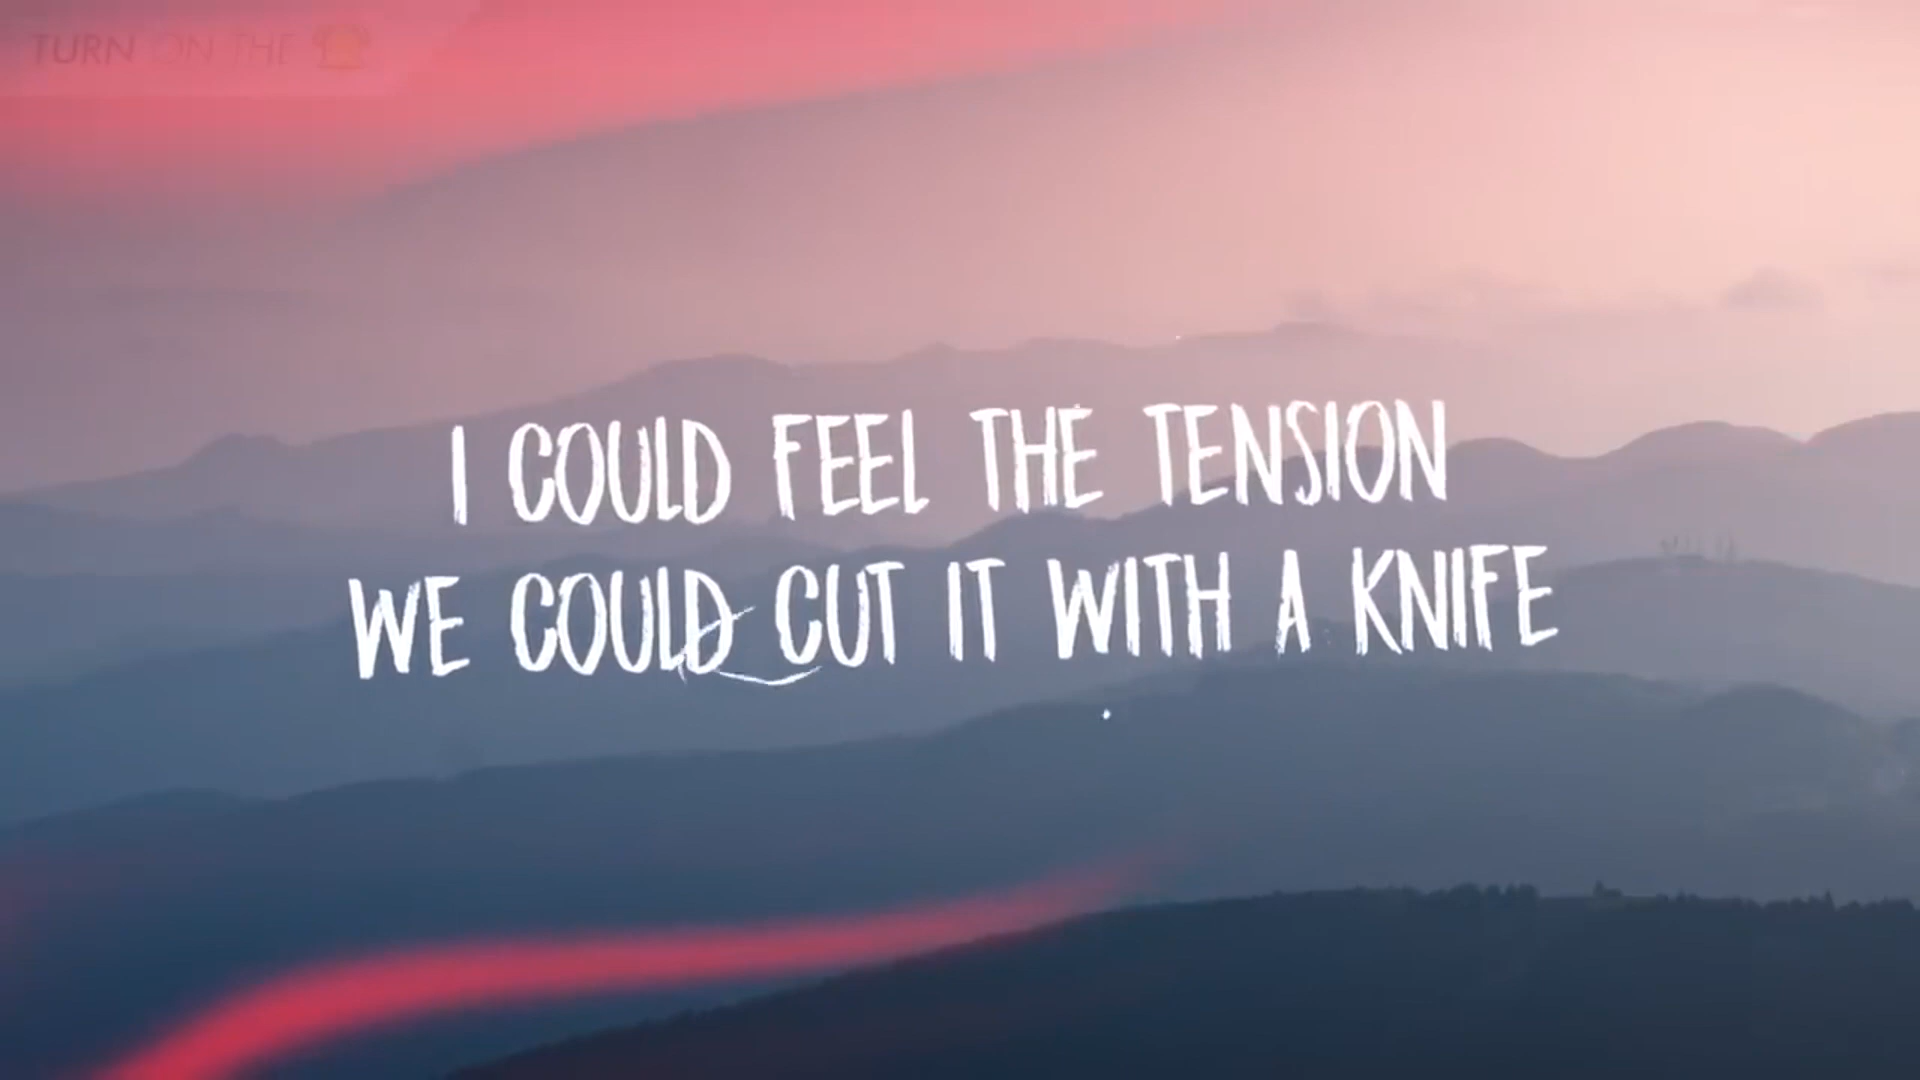 TURN ON THE
I COULD FEEL THE TENSION
WE COULD CUT IT WITH A KNIFE